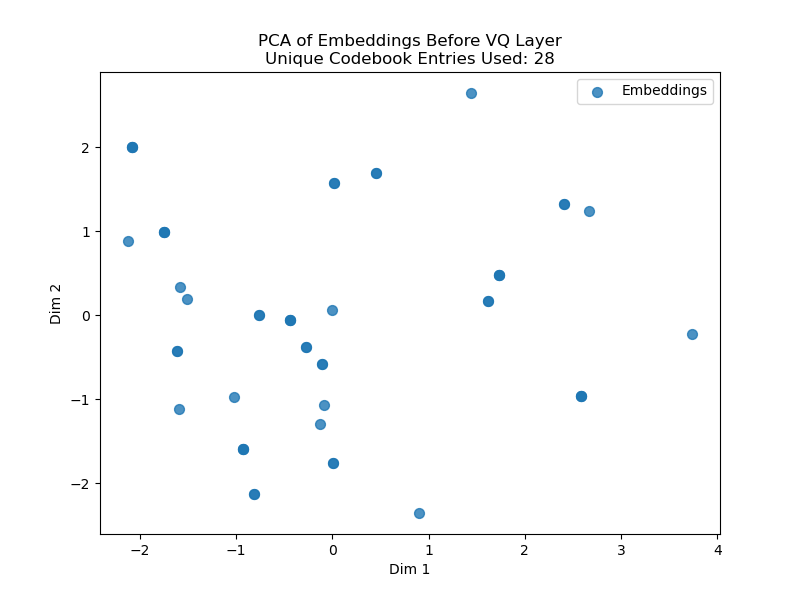 PCA of Embeddings Before VQ Layer
Unique Codebook Entries Used: 28
Embeddings
2
1
0
−1
−2
Dim 2
−2
−1
0
1
2
3
4
Dim 1